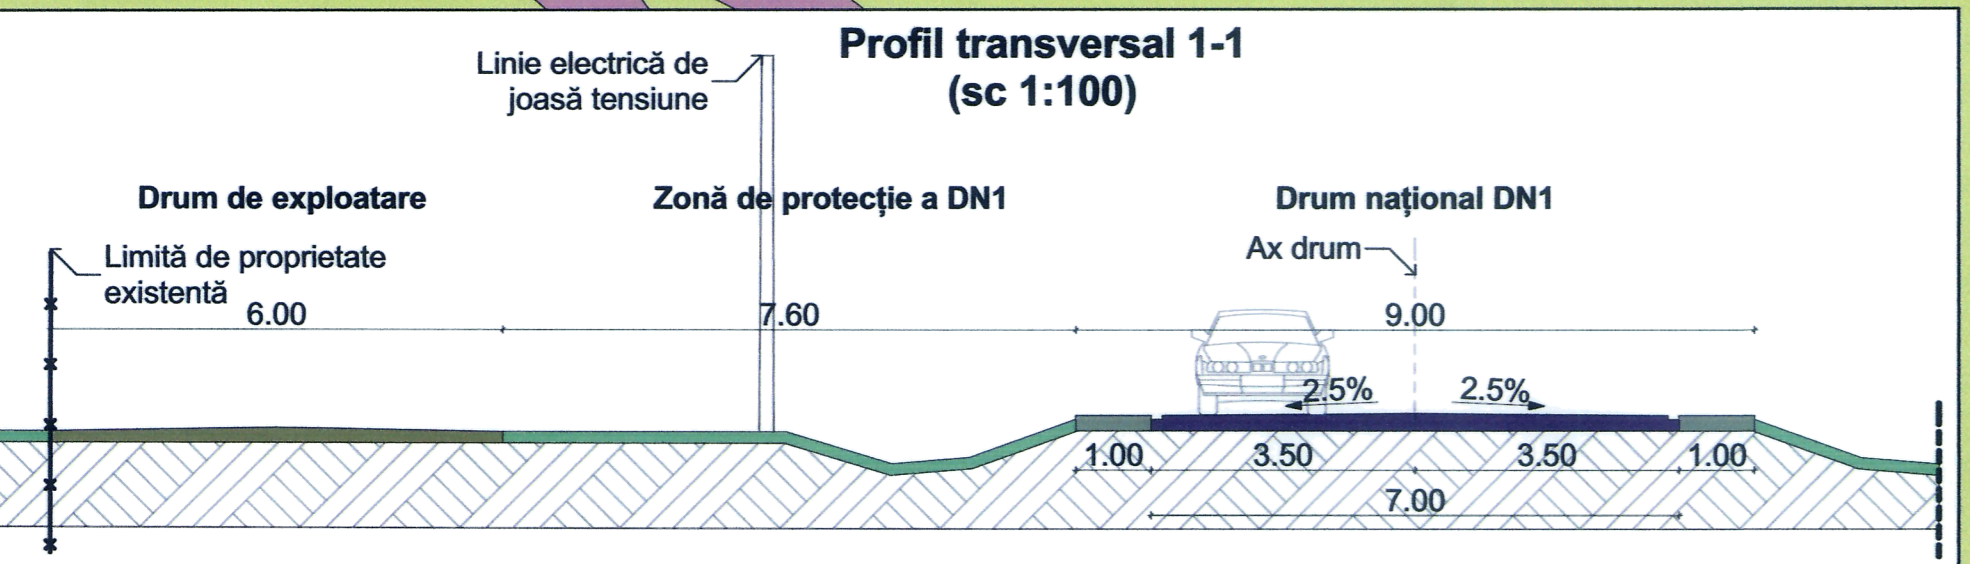 Profil transversal 1-1
(sc 1:100)
Linie electrică de
joasă tensiune
Drum de exploatare
Zonă de protecție a DN1
Drum național DN1
Limită de proprietate
existentă
Ax drum
6.00
7.60
9.00
2.5%
2.5%
1.00
3.50
3.50
1.00
7.00